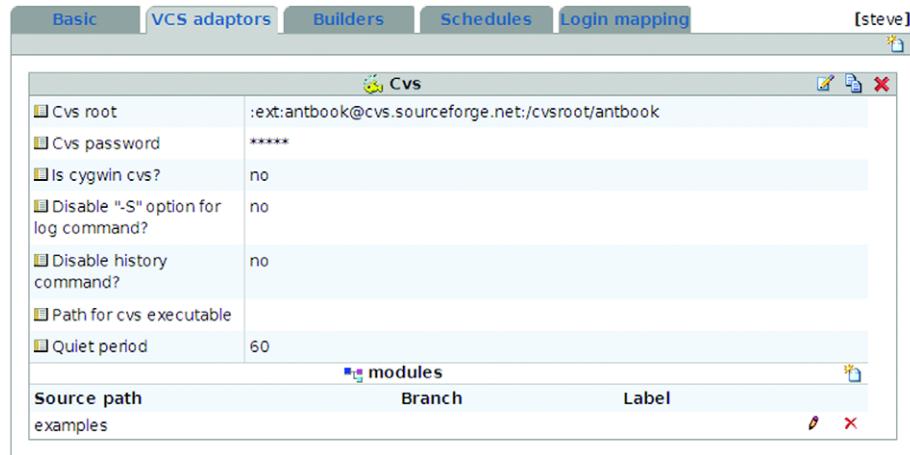 Basic VCS adaptors Builders Schedules Login mapping [steve]
Cvs
Cvs root :ext:antbook@cvs.sourceforge.net:/cvsroot/antbook
Cvs password *****
Is cygwin cvs? no
Disable "-S" option for no
log command?
Disable history no
command?
Path for cvs executable
Quiet period 60
modules
Source path Branch Label
examples